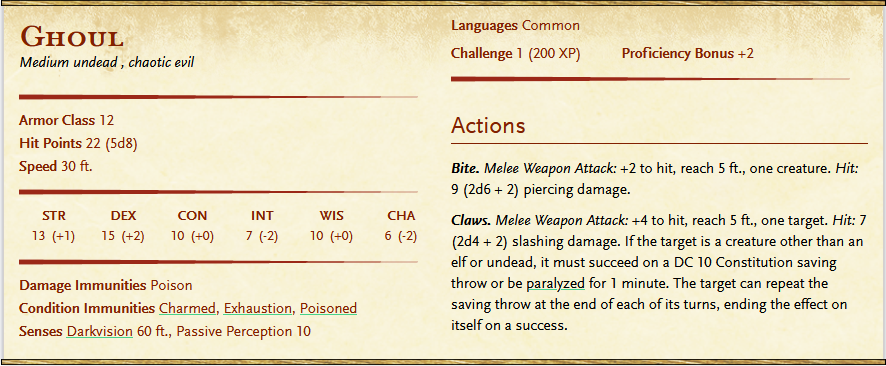 Ghoul
Medium undead , chaotic evil
Armor Class 12
Hit Points 22 (5d8)
Speed 30 ft.
STR DEX CON INT WIS CHA
13 (+1) 15 (+2) 10 (+0) 7 (-2) 10 (+0) 6 (-2)
Damage Immunities Poison
Condition Immunities Charmed, Exhaustion, Poisoned
Senses Darkvision 60 ft., Passive Perception 10
Languages Common
Challenge 1 (200 XP) Proficiency Bonus +2
Actions
Bite. Melee Weapon Attack: +2 to hit, reach 5 ft., one creature. Hit:
9 (2d6 + 2) piercing damage.
Claws. Melee Weapon Attack: +4 to hit, reach 5 ft., one target. Hit: 7
(2d4 + 2) slashing damage. If the target is a creature other than an
elf or undead, it must succeed on a DC 10 Constitution saving
throw or be paralyzed for 1 minute. The target can repeat the
saving throw at the end of each of its turns, ending the effect on
itself on a success.